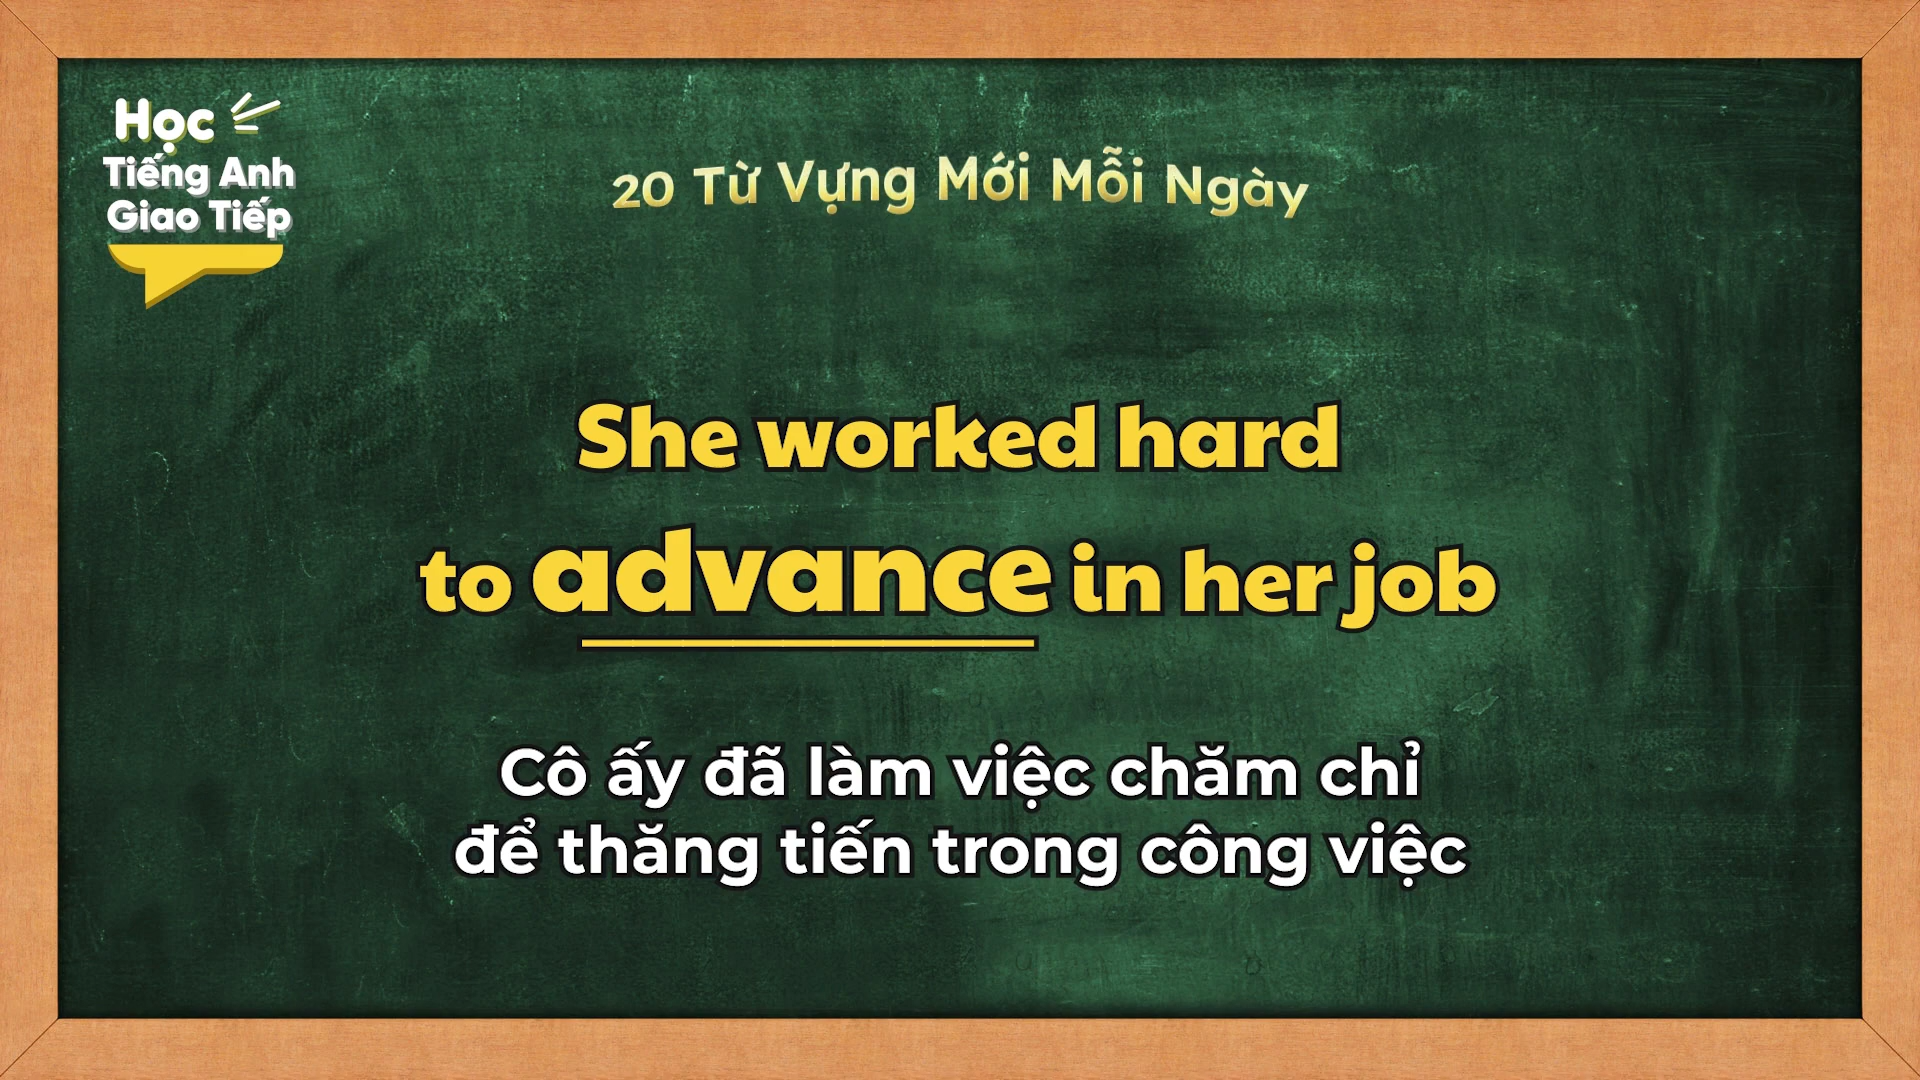 Học
Tiếng Anh
Giao Tiếp
20 Từ Vựng Mới Mỗi Ngày
She worked hard
to advance in her job
Cô ấy đã làm việc chăm chỉ
để thăng tiến trong công việc